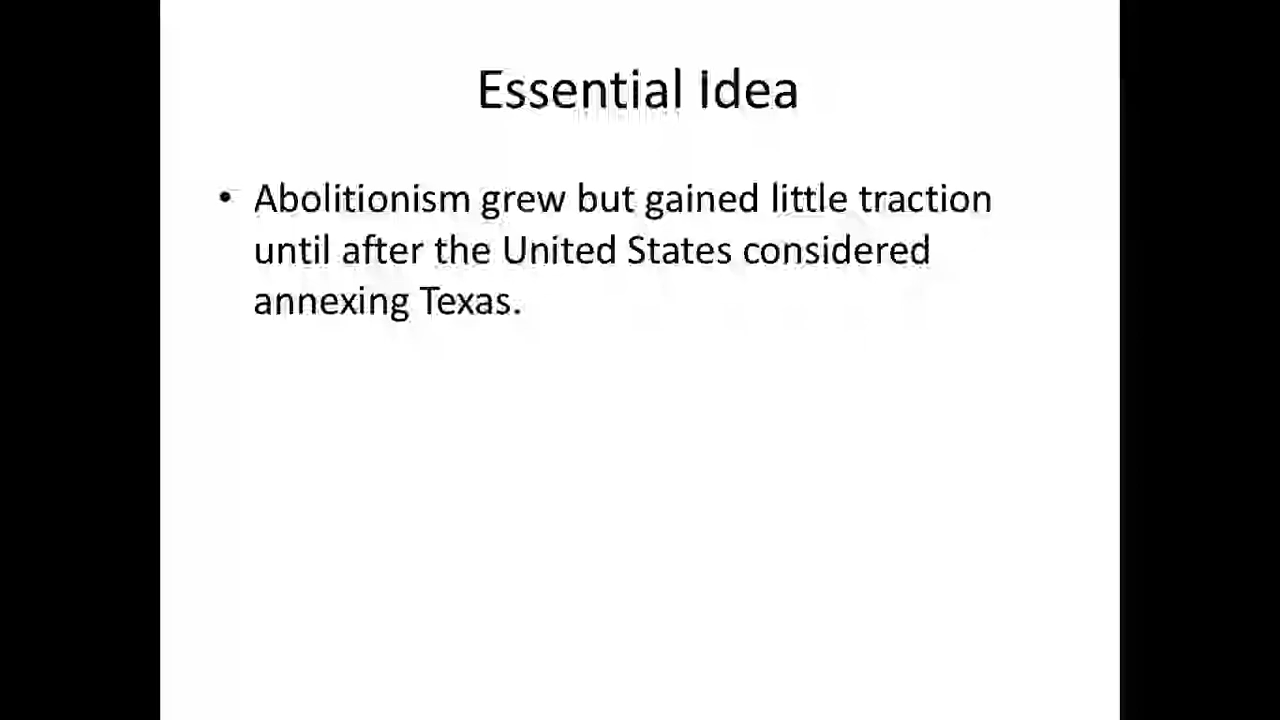 Essential Idea
• Abolitionism grew but gained little traction
until after the United States considered
annexing Texas.